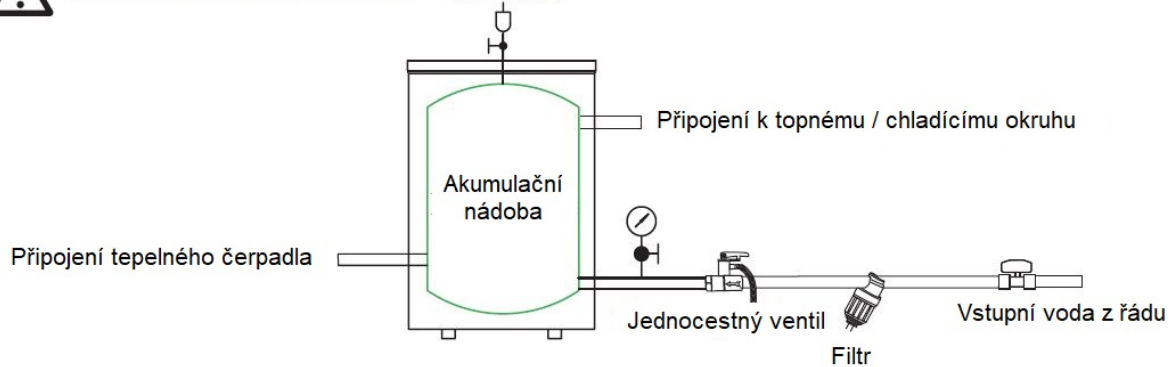 Připojení k topnému / chladícímu okruhu
Akumulační
nádoba
Připojení tepelného čerpadla
Jednocestný ventil
Vstupní voda z řádu
Filtr